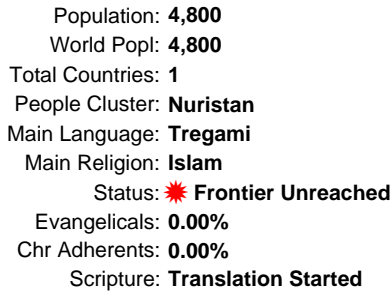 Population: 4,800
World Popl: 4,800
Total Countries: 1
People Cluster: Nuristan
Main Language: Tregami
Main Religion: Islam
Status: Frontier Unreached
Evangelicals: 0.00%
Chr Adherents: 0.00%
Scripture: Translation Started